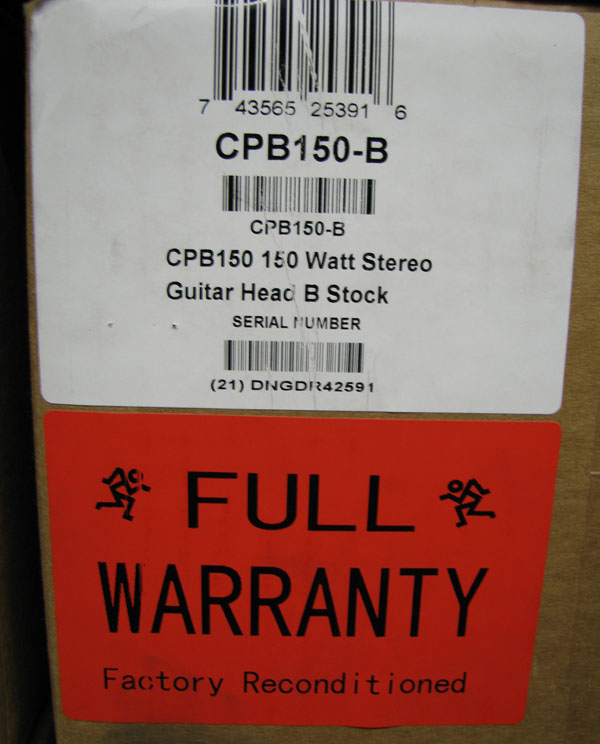 7 43565 25391 6
CPB150-B
CPB150-B
CPB150 150 Watt Stereo
Guitar Head B Stock
SERIAL NUMBER
(21) DNGDR42591
FULL
WARRANTY
Factory Reconditioned